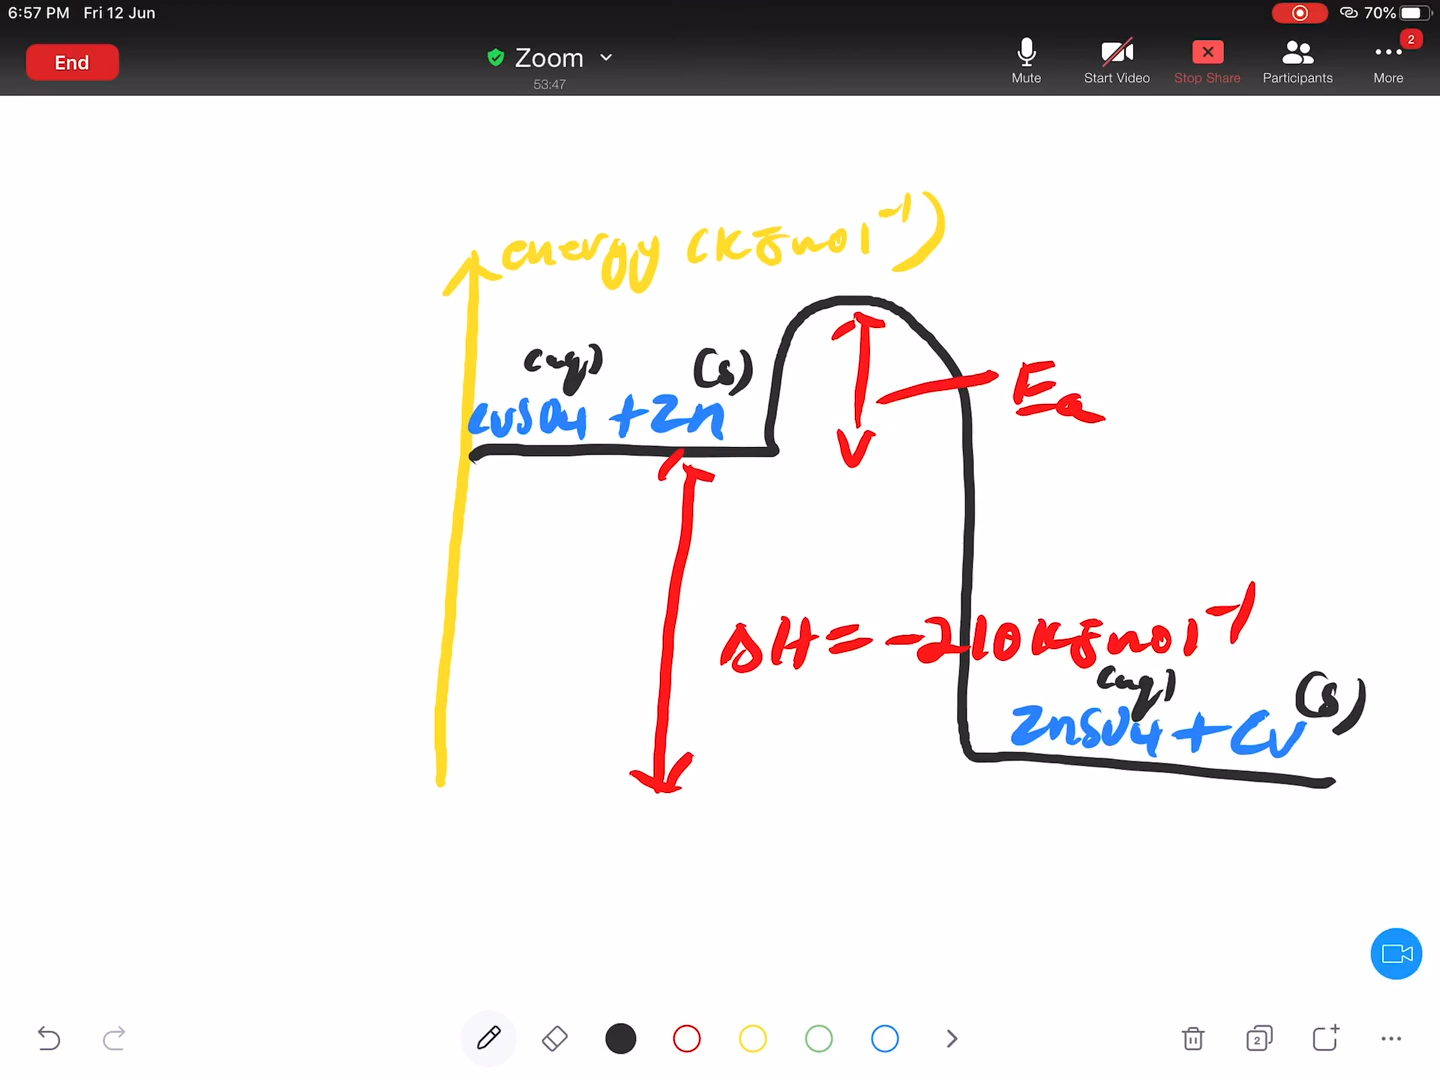 6:57 PM Fri 12 Jun
70%
End
Zoom
53:47
Mute
Start Video
Stop Share
Participants
More
2
energy (KJmol⁻¹)
(aq) (s)
CuSO4 + Zn
Ea
ΔH = -210KJmol⁻¹
(aq) (s)
ZnSO4 + Cu
2